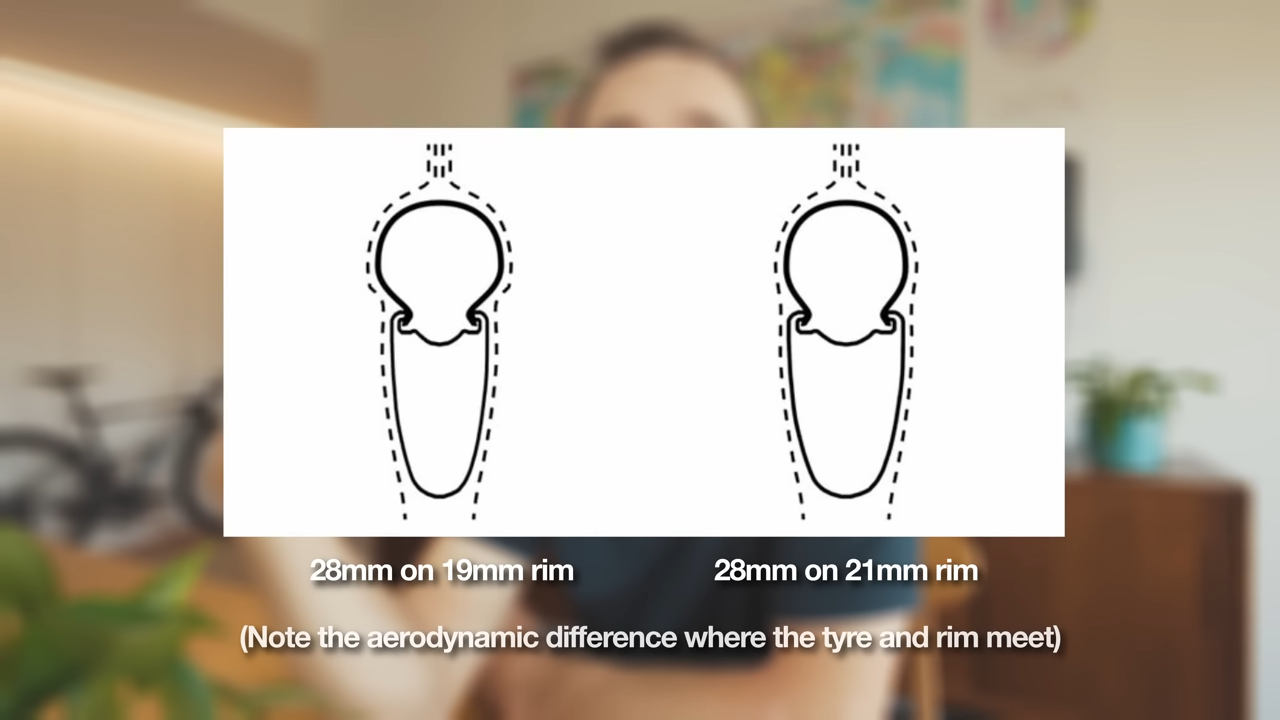 28mm on 19mm rim
28mm on 21mm rim
(Note the aerodynamic difference where the tyre and rim meet)